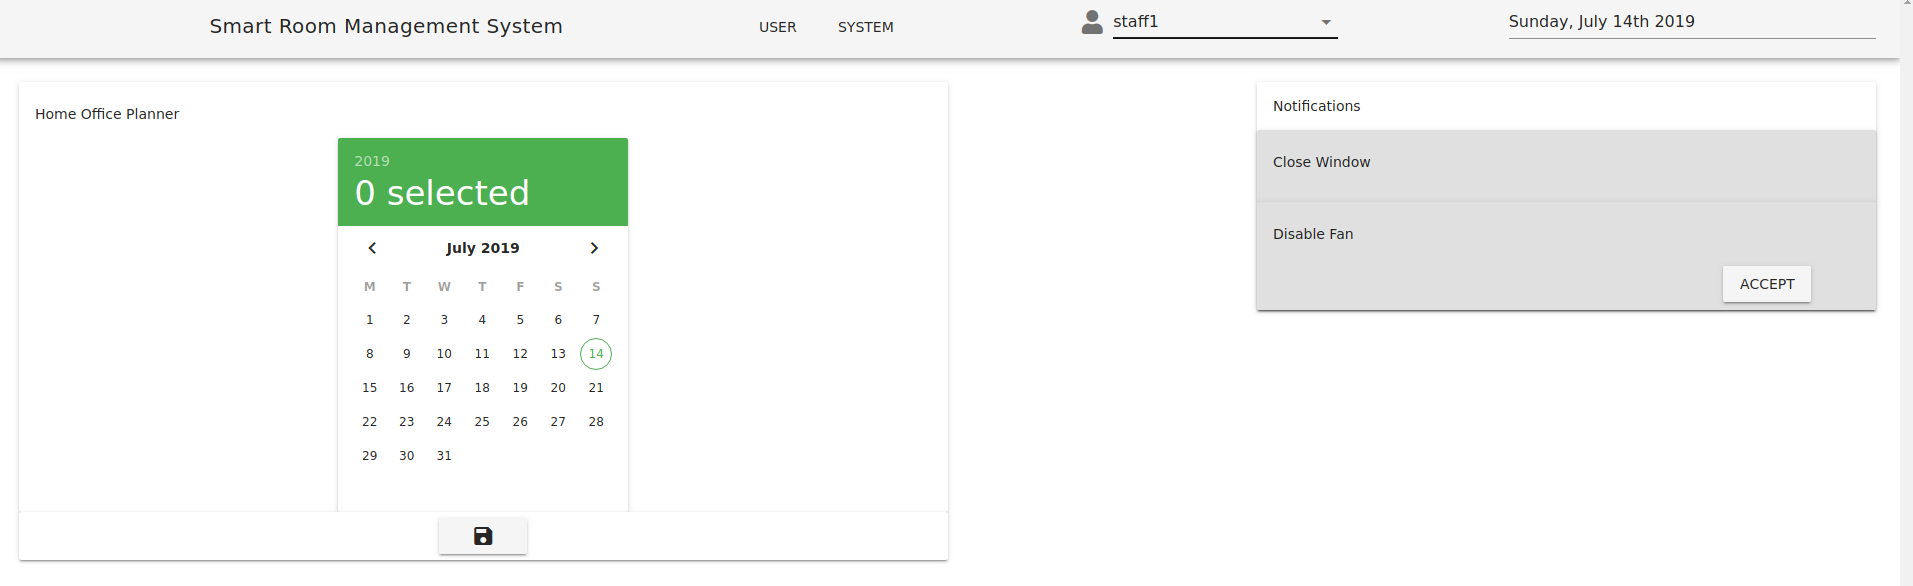 Smart Room Management System
USER
SYSTEM
staff1
Sunday, July 14th 2019
Home Office Planner
2019
0 selected
July 2019
M T W T F S S
1 2 3 4 5 6 7
8 9 10 11 12 13 14
15 16 17 18 19 20 21
22 23 24 25 26 27 28
29 30 31
Notifications
Close Window
Disable Fan
ACCEPT